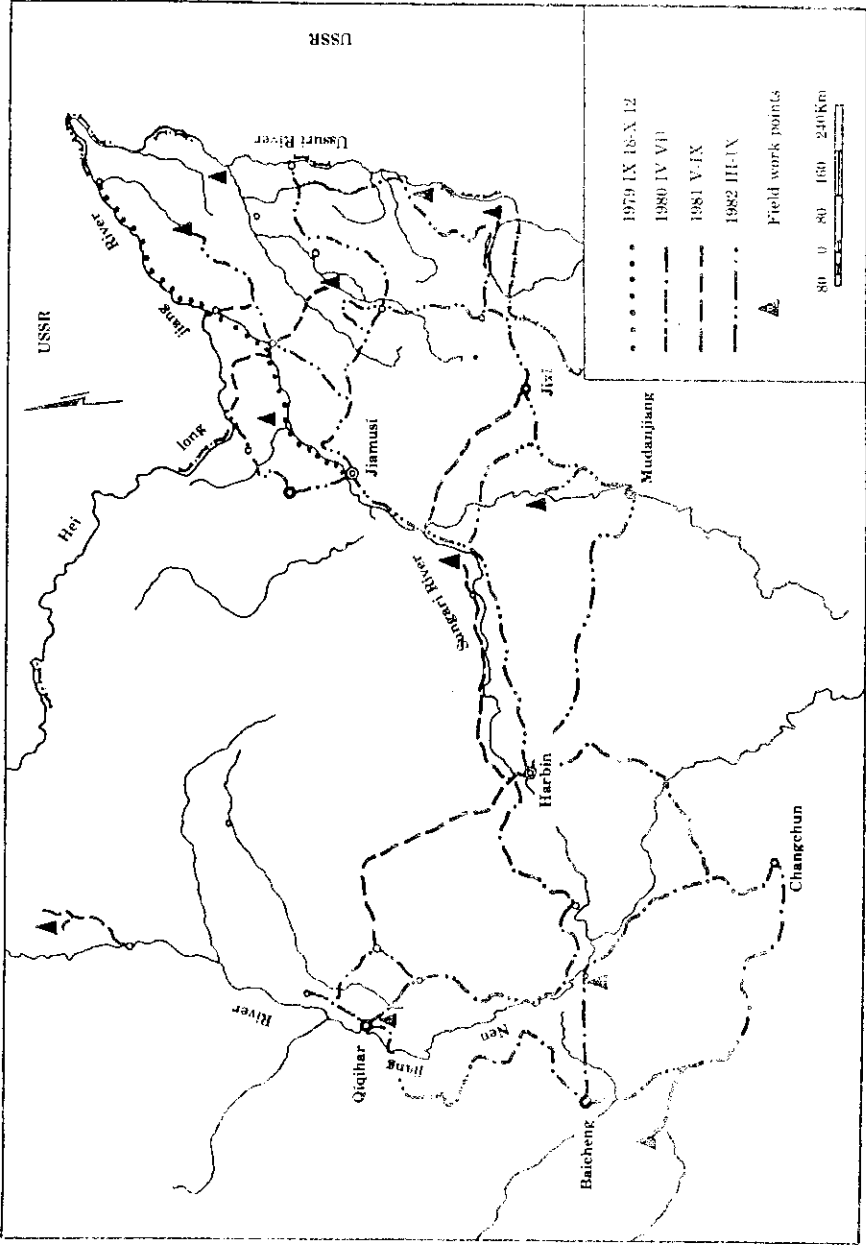 USSR
USSR
River
jiang
long
Hei
Ussuri River
Jiamusi
Jixi
Mudanjiang
Sungari River
Harbin
River
Qiqihar
jiang
Nen
Baicheng
Changchun
1979 IX 18-X 12
1980 IV VII
1981 V-IX
1982 III-IX
Field work points
80 0 80 160 240Km